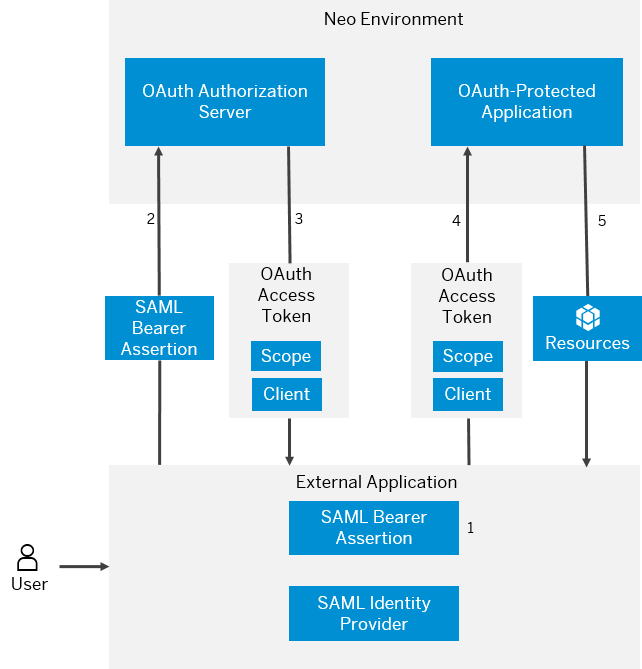 Neo Environment
OAuth Authorization
Server
OAuth-Protected
Application
2
3
4
5
SAML
Bearer
Assertion
OAuth
Access
Token
Scope
Client
OAuth
Access
Token
Scope
Client
Resources
External Application
SAML Bearer
Assertion
1
User
SAML Identity
Provider